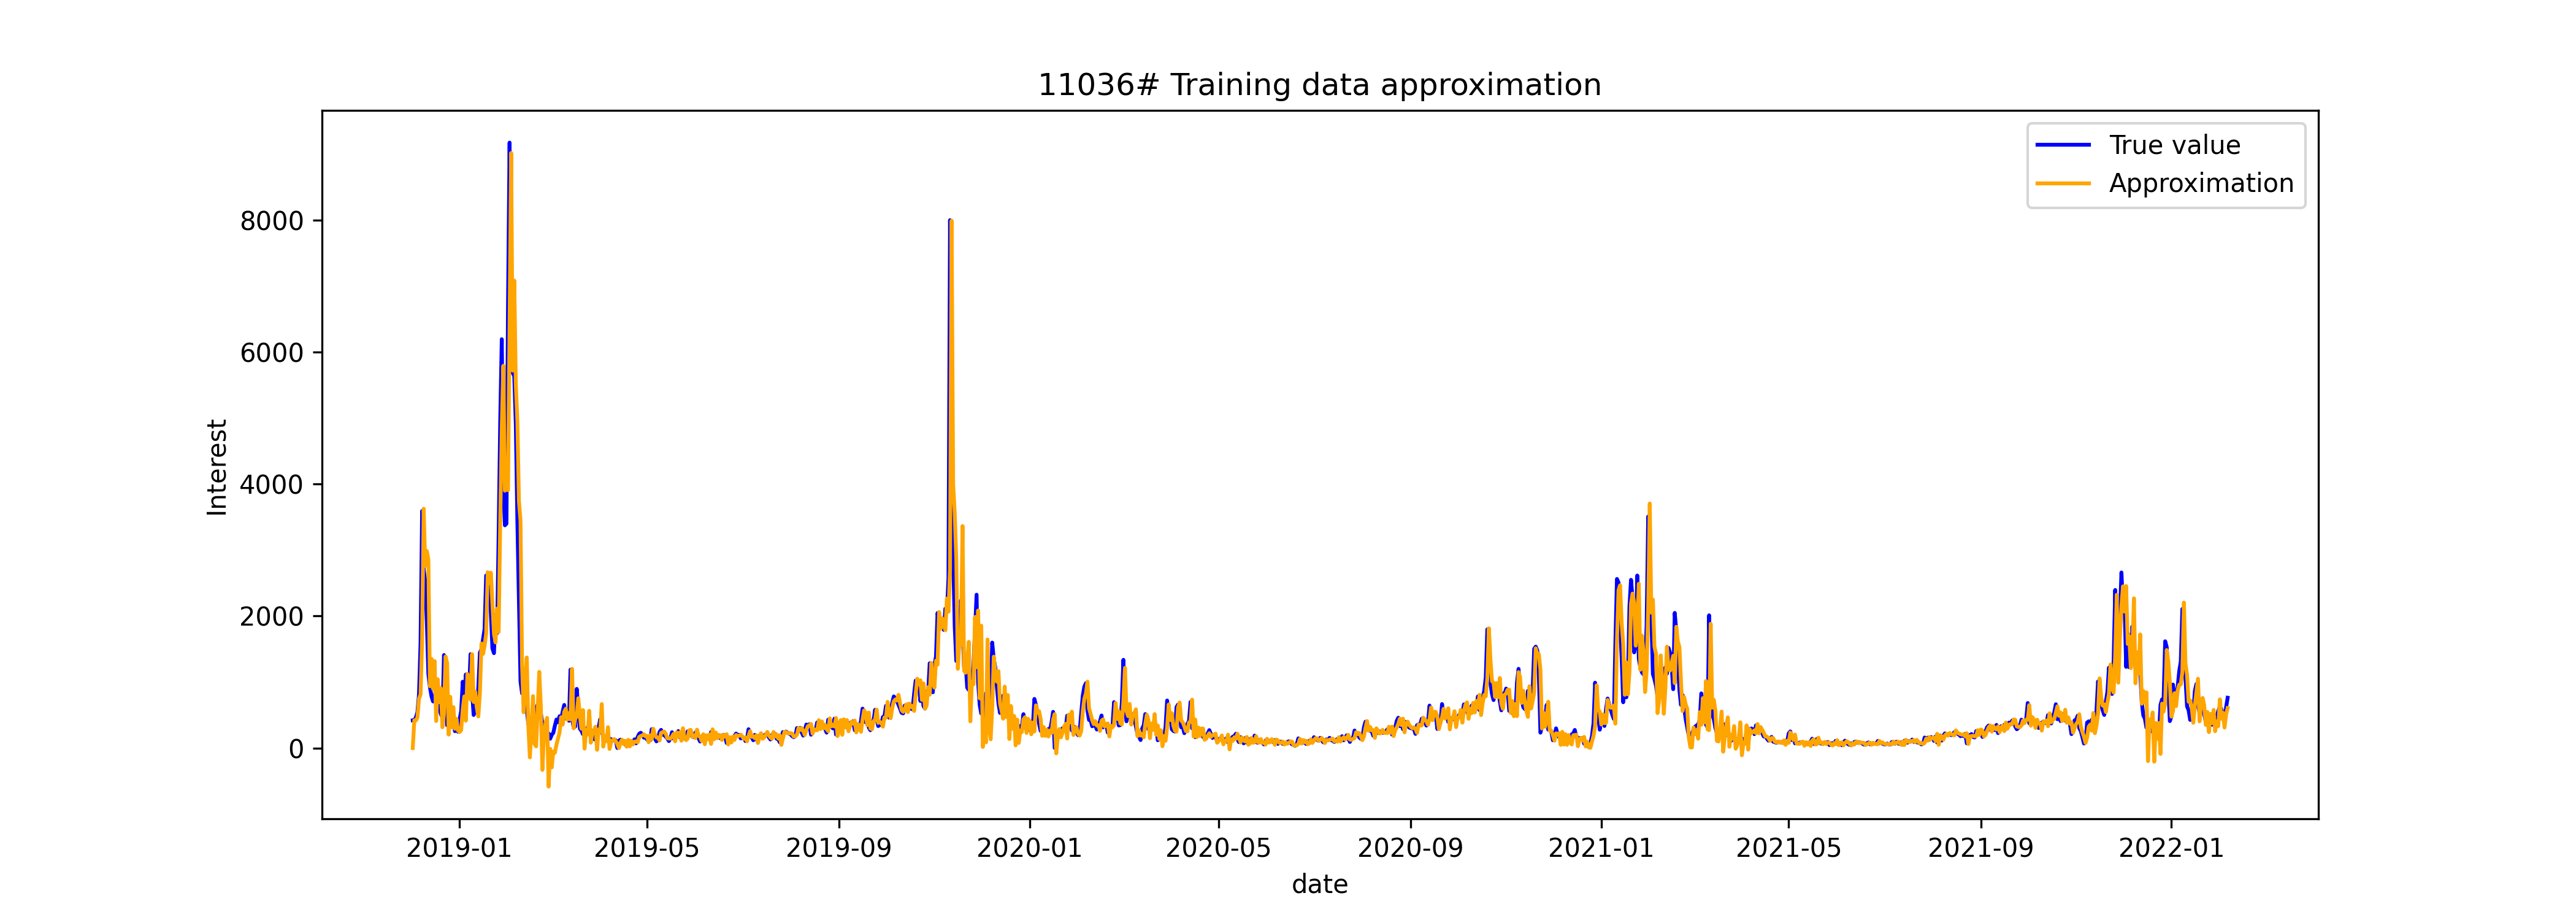 11036# Training data approximation
True value
Approximation
Interest
8000
6000
4000
2000
0
2019-01 2019-05 2019-09 2020-01 2020-05 2020-09 2021-01 2021-05 2021-09 2022-01
date